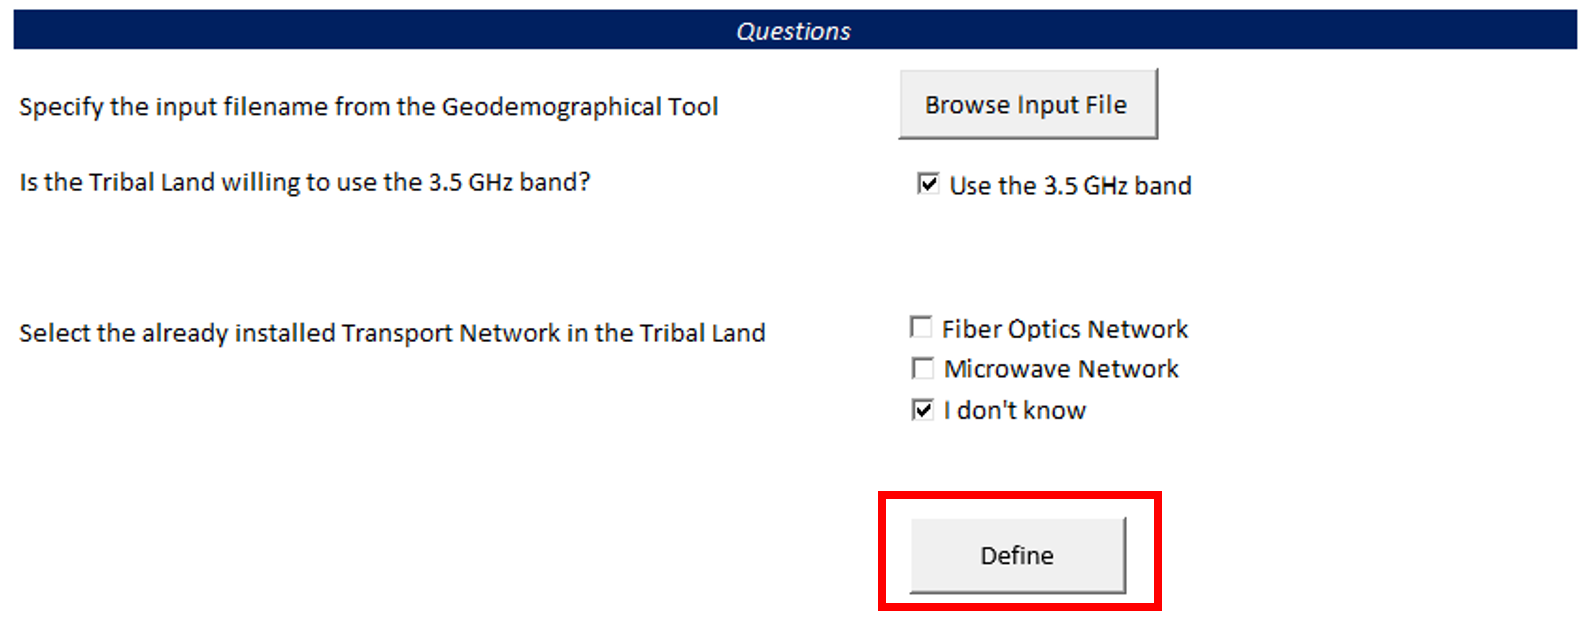 Questions
Specify the input filename from the Geodemographical Tool
Browse Input File
Is the Tribal Land willing to use the 3.5 GHz band?
Use the 3.5 GHz band
Select the already installed Transport Network in the Tribal Land
Fiber Optics Network
Microwave Network
I don't know
Define